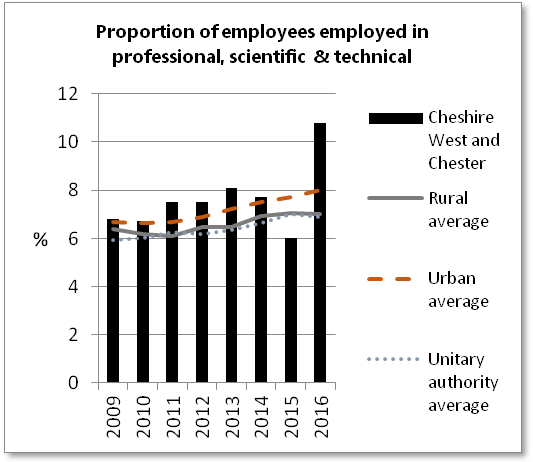 Proportion of employees employed in
professional, scientific & technical
12
10
8
6
4
2
0
%
2009
2010
2011
2012
2013
2014
2015
2016
Cheshire
West and
Chester
Rural
average
Urban
average
Unitary
authority
average